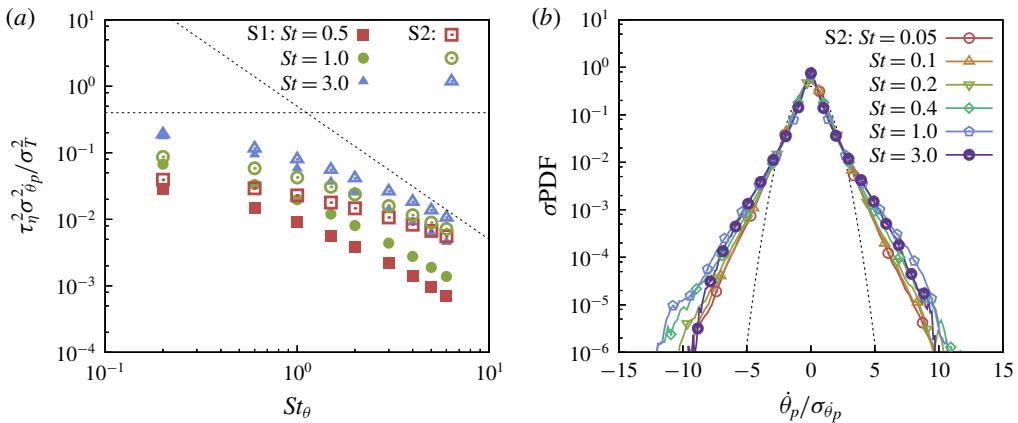 (a)
S1: St = 0.5 S2:
St = 1.0
St = 3.0
10^1
10^0
10^−1
10^−2
10^−3
10^−4
τ_η^2 σ_{θ̇_p}^2/σ_T^2
10^−1 10^0 10^1
St_θ
(b)
S2: St = 0.05
St = 0.1
St = 0.2
St = 0.4
St = 1.0
St = 3.0
10^1
10^0
10^−1
10^−2
10^−3
10^−4
10^−5
10^−6
σPDF
−15 −10 −5 0 5 10 15
θ̇_p/σ_{θ̇_p}